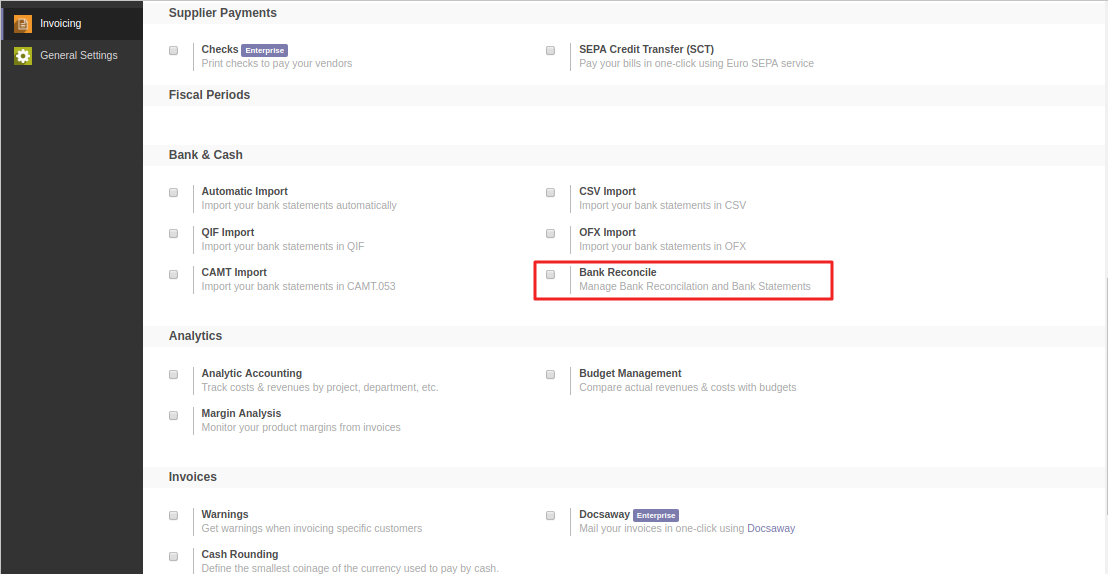 Invoicing
General Settings
Supplier Payments
Checks Enterprise
Print checks to pay your vendors
SEPA Credit Transfer (SCT)
Pay your bills in one-click using Euro SEPA service
Fiscal Periods
Bank & Cash
Automatic Import
Import your bank statements automatically
CSV Import
Import your bank statements in CSV
QIF Import
Import your bank statements in QIF
OFX Import
Import your bank statements in OFX
CAMT Import
Import your bank statements in CAMT.053
Bank Reconcile
Manage Bank Reconcilation and Bank Statements
Analytics
Analytic Accounting
Track costs & revenues by project, department, etc.
Budget Management
Compare actual revenues & costs with budgets
Margin Analysis
Monitor your product margins from invoices
Invoices
Warnings
Get warnings when invoicing specific customers
Docsaway Enterprise
Mail your invoices in one-click using Docsaway
Cash Rounding
Define the smallest coinage of the currency used to pay by cash.